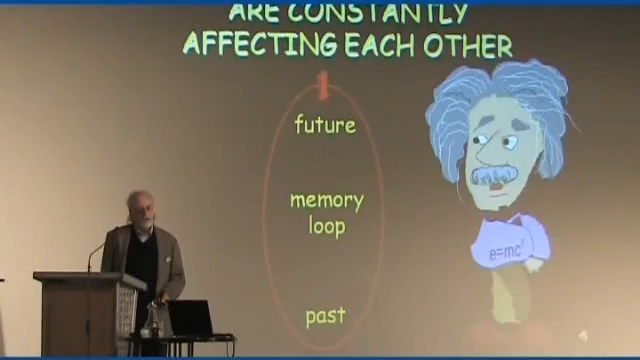 ARE CONSTANTLY
AFFECTING EACH OTHER
future
memory
loop
past
e=mc²